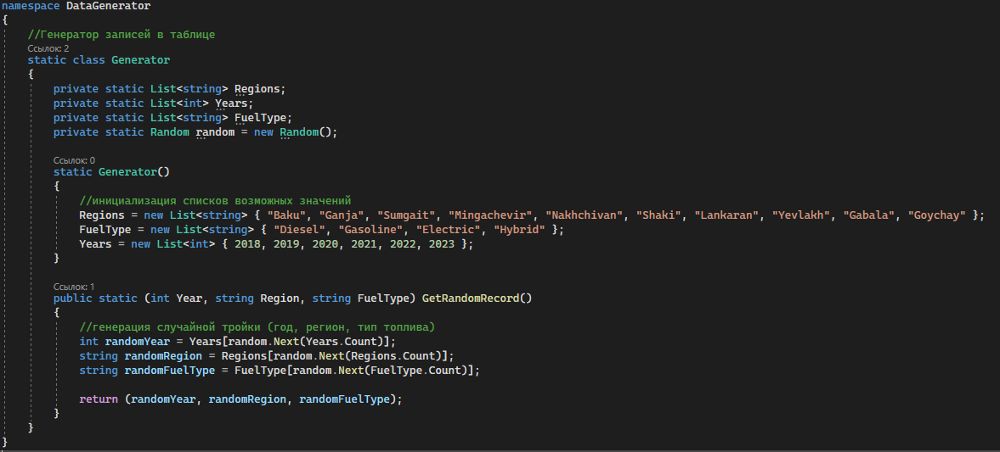 namespace DataGenerator
{
//Генератор записей в таблице
Ссылок: 2
static class Generator
{
private static List<string> Regions;
private static List<int> Years;
private static List<string> FuelType;
private static Random random = new Random();
Ссылок: 0
static Generator()
{
//инициализация списков возможных значений
Regions = new List<string> { "Baku", "Ganja", "Sumgait", "Mingachevir", "Nakhchivan", "Shaki", "Lankaran", "Yevlakh", "Gabala", "Goychay" };
FuelType = new List<string> { "Diesel", "Gasoline", "Electric", "Hybrid" };
Years = new List<int> { 2018, 2019, 2020, 2021, 2022, 2023 };
}
Ссылок: 1
public static (int Year, string Region, string FuelType) GetRandomRecord()
{
//генерация случайной тройки (год, регион, тип топлива)
int randomYear = Years[random.Next(Years.Count)];
string randomRegion = Regions[random.Next(Regions.Count)];
string randomFuelType = FuelType[random.Next(FuelType.Count)];
return (randomYear, randomRegion, randomFuelType);
}
}
}